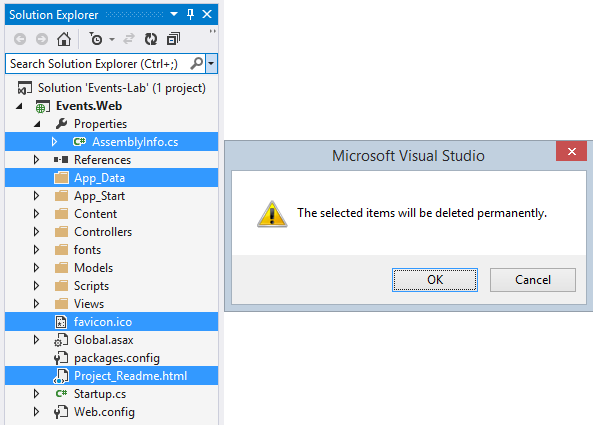 Solution Explorer
Search Solution Explorer (Ctrl+;)
Solution 'Events-Lab' (1 project)
Events.Web
Properties
C# AssemblyInfo.cs
References
App_Data
App_Start
Content
Controllers
fonts
Models
Scripts
Views
favicon.ico
Global.asax
packages.config
Project_Readme.html
C# Startup.cs
Web.config
Microsoft Visual Studio
The selected items will be deleted permanently.
OK
Cancel